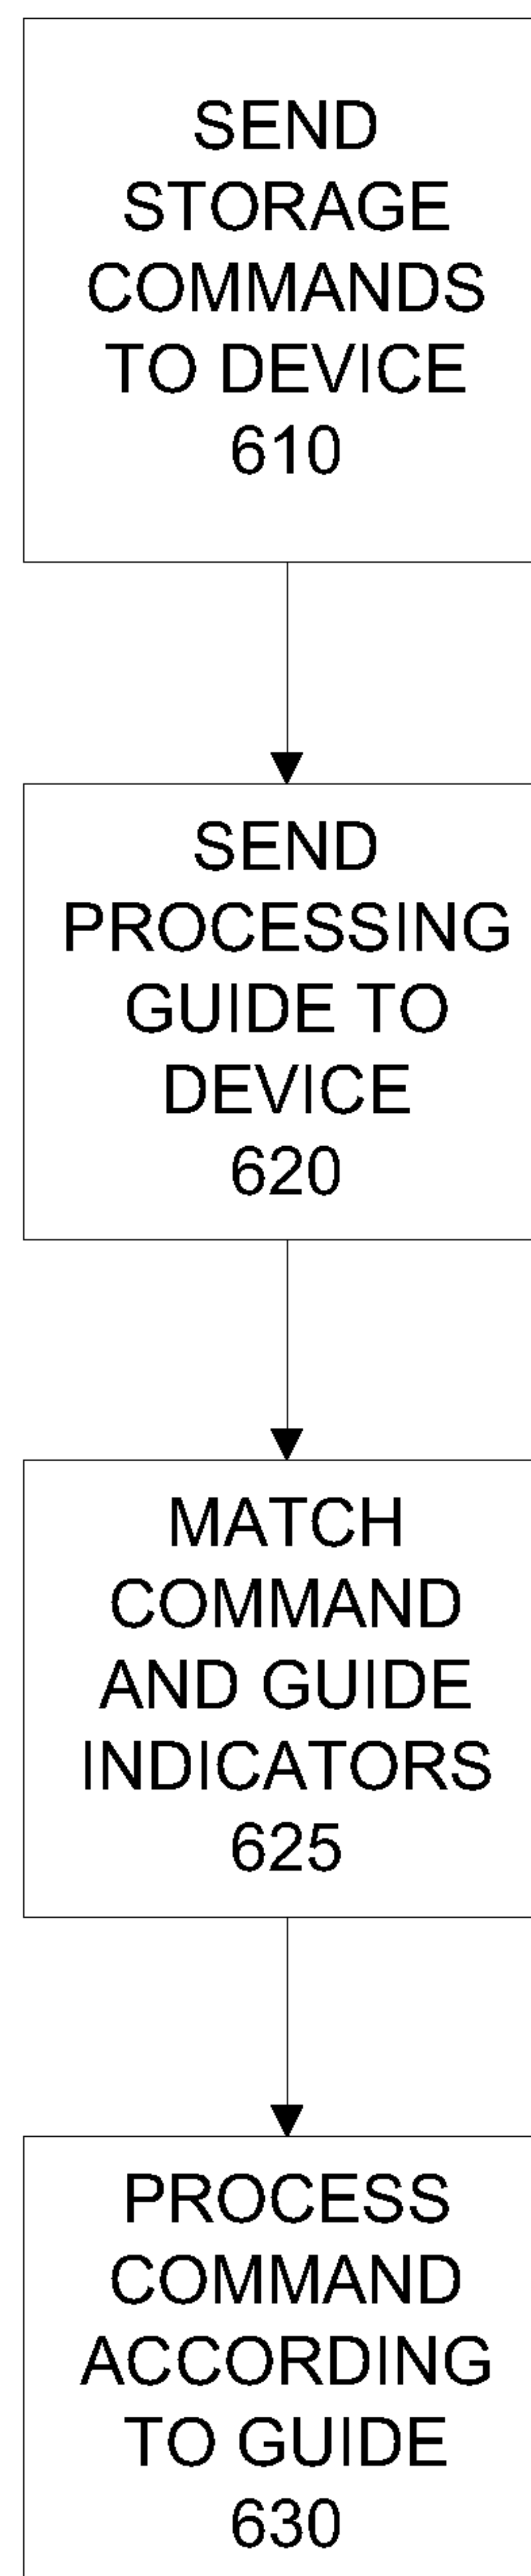 SEND
STORAGE
COMMANDS
TO DEVICE
610
SEND
PROCESSING
GUIDE TO
DEVICE
620
MATCH
COMMAND
AND GUIDE
INDICATORS
625
PROCESS
COMMAND
ACCORDING
TO GUIDE
630